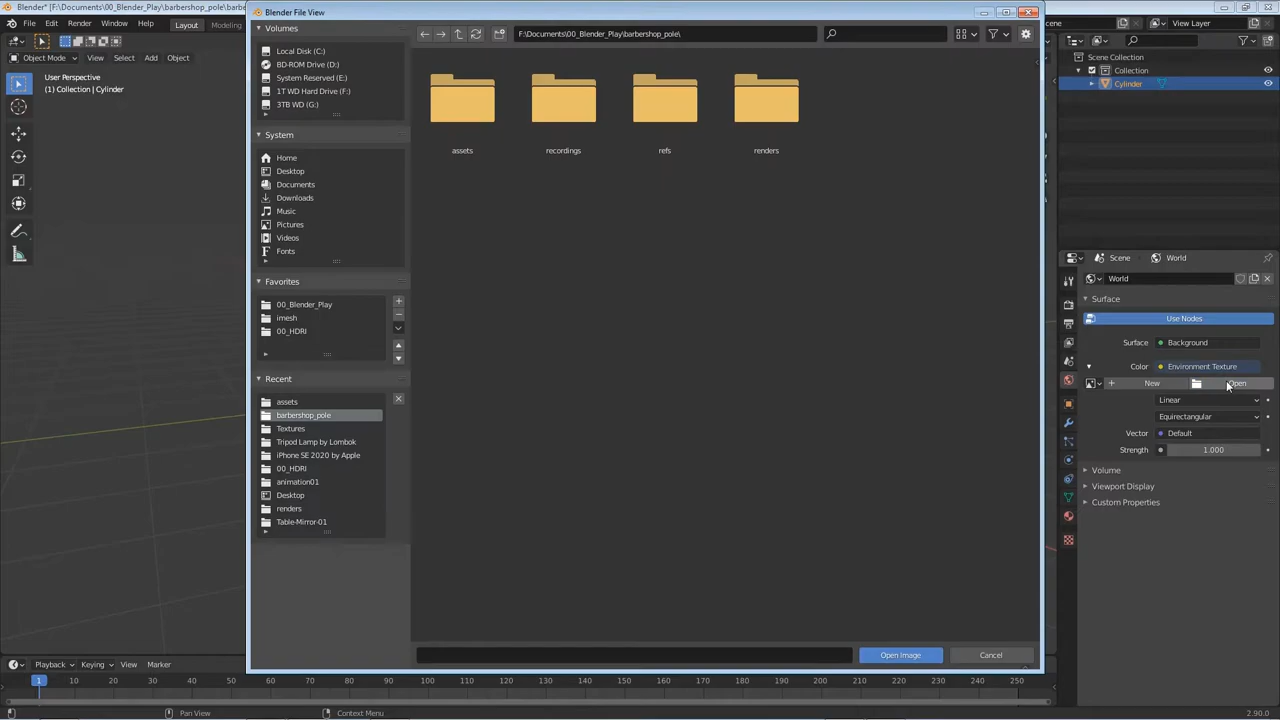 Blender* [F:\Documents\00_Blender_Play\barbershop_pole\barb
Blender File View
File Edit Render Window Help Layout Modeling
cene View Layer
Object Mode View Select Add Object
User Perspective
(1) Collection | Cylinder
Volumes
Local Disk (C:)
BD-ROM Drive (D:)
System Reserved (E:)
1T WD Hard Drive (F:)
3TB WD (G:)
System
Home
Desktop
Documents
Downloads
Music
Pictures
Videos
Fonts
Favorites
00_Blender_Play
imesh
00_HDRI
Recent
assets
barbershop_pole
Textures
Tripod Lamp by Lombok
iPhone SE 2020 by Apple
00_HDRI
animation01
Desktop
renders
Table-Mirror-01
F:\Documents\00_Blender_Play\barbershop_pole\
assets recordings refs renders
Open Image Cancel
Scene Collection
Collection
Cylinder
Scene World
World
Surface
Use Nodes
Surface Background
Color Environment Texture
New Open
Linear
Equirectangular
Vector Default
Strength 1.000
Volume
Viewport Display
Custom Properties
Playback Keying View Marker
1 10 20 30 40 50 60 70 80 90 100 110 120 130 140 150 160 170 180 190 200 210 220 230 240 250
Pan View Context Menu 2.90.0